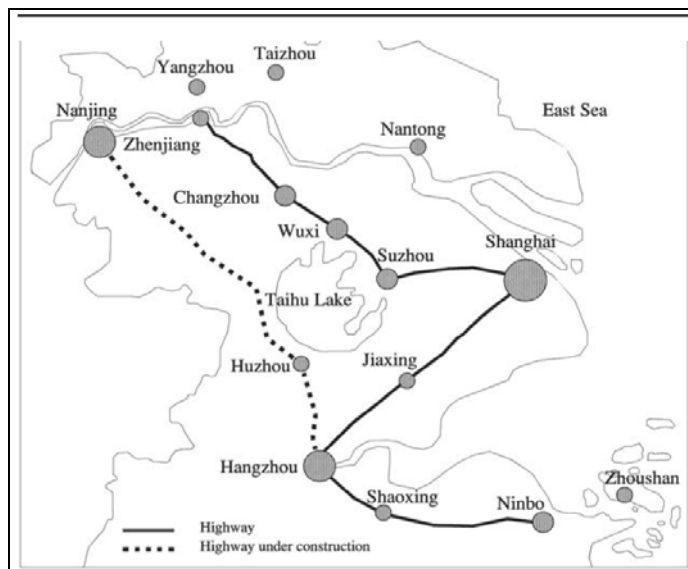 Taizhou
Yangzhou
East Sea
Nanjing
Nantong
Zhenjiang
Changzhou
Wuxi
Shanghai
Suzhou
Taihu Lake
Jiaxing
Huzhou
Hangzhou
Zhoushan
Shaoxing
Ninbo
Highway
Highway under construction